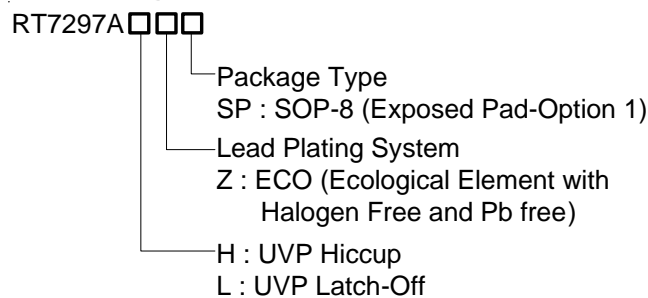 RT7297A□□□
Package Type
SP : SOP-8 (Exposed Pad-Option 1)
Lead Plating System
Z : ECO (Ecological Element with
Halogen Free and Pb free)
H : UVP Hiccup
L : UVP Latch-Off